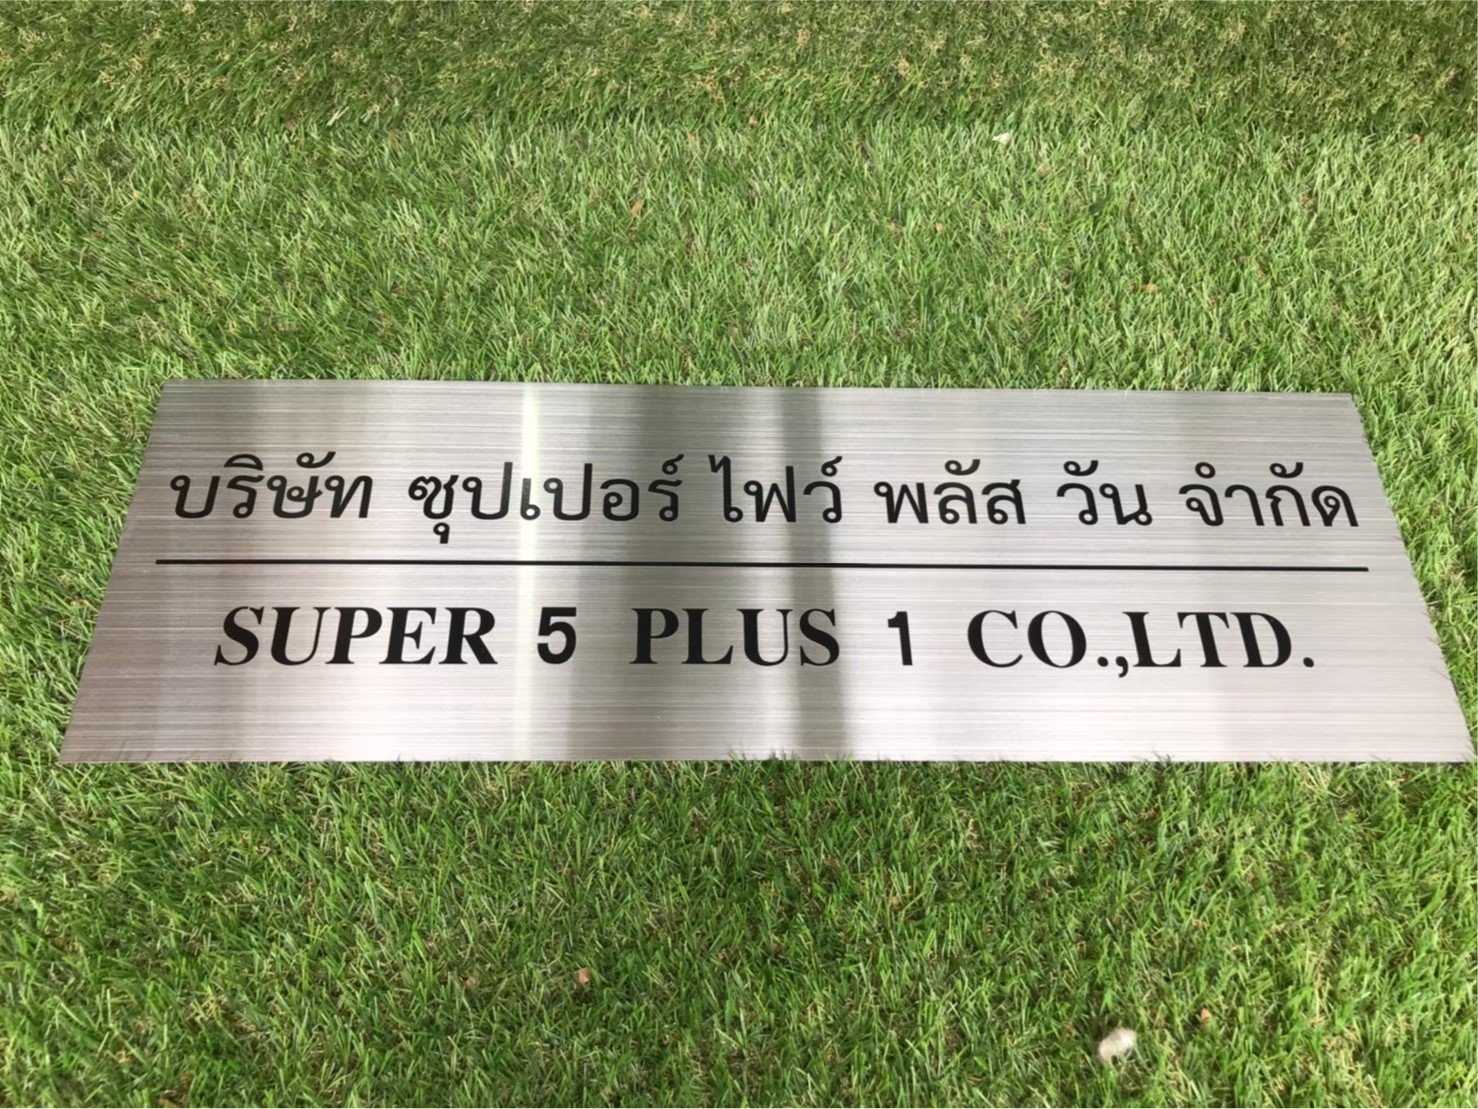 บริษัท ซุปเปอร์ ไฟว์ พลัส วัน จำกัด
SUPER 5 PLUS 1 CO.,LTD.